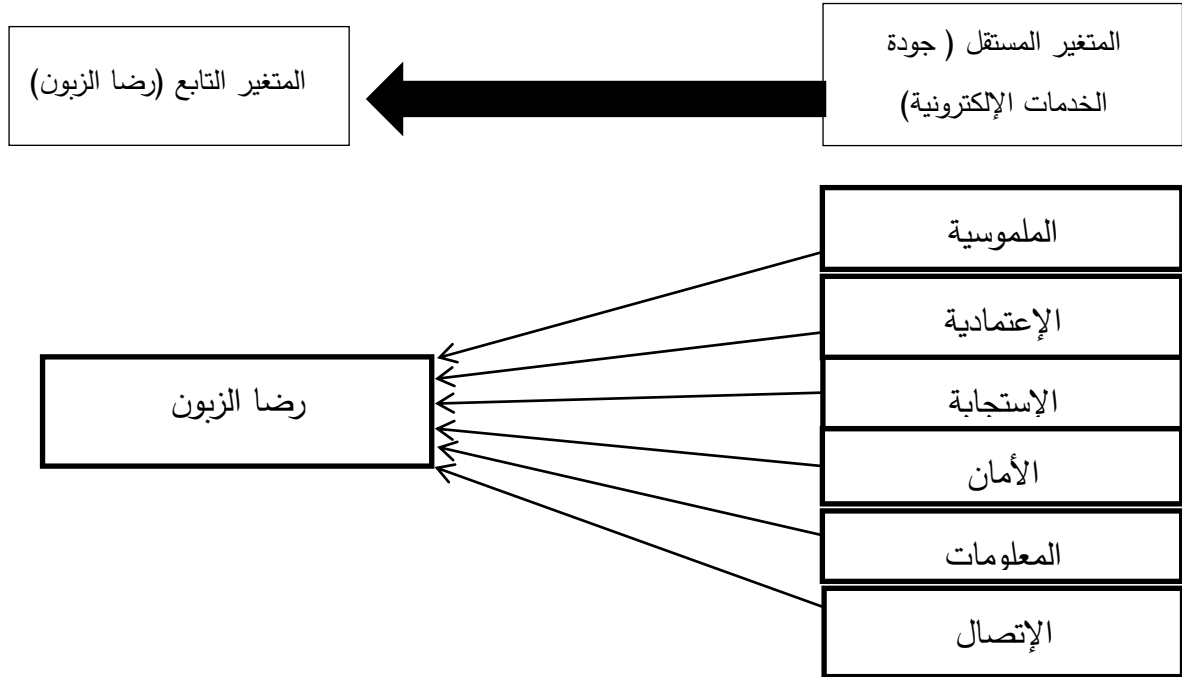 المتغير المستقل ( جودة
الخدمات الإلكترونية)
المتغير التابع (رضا الزبون)
الملموسية
الإعتمادية
الإستجابة
الأمان
المعلومات
الإتصال
رضا الزبون